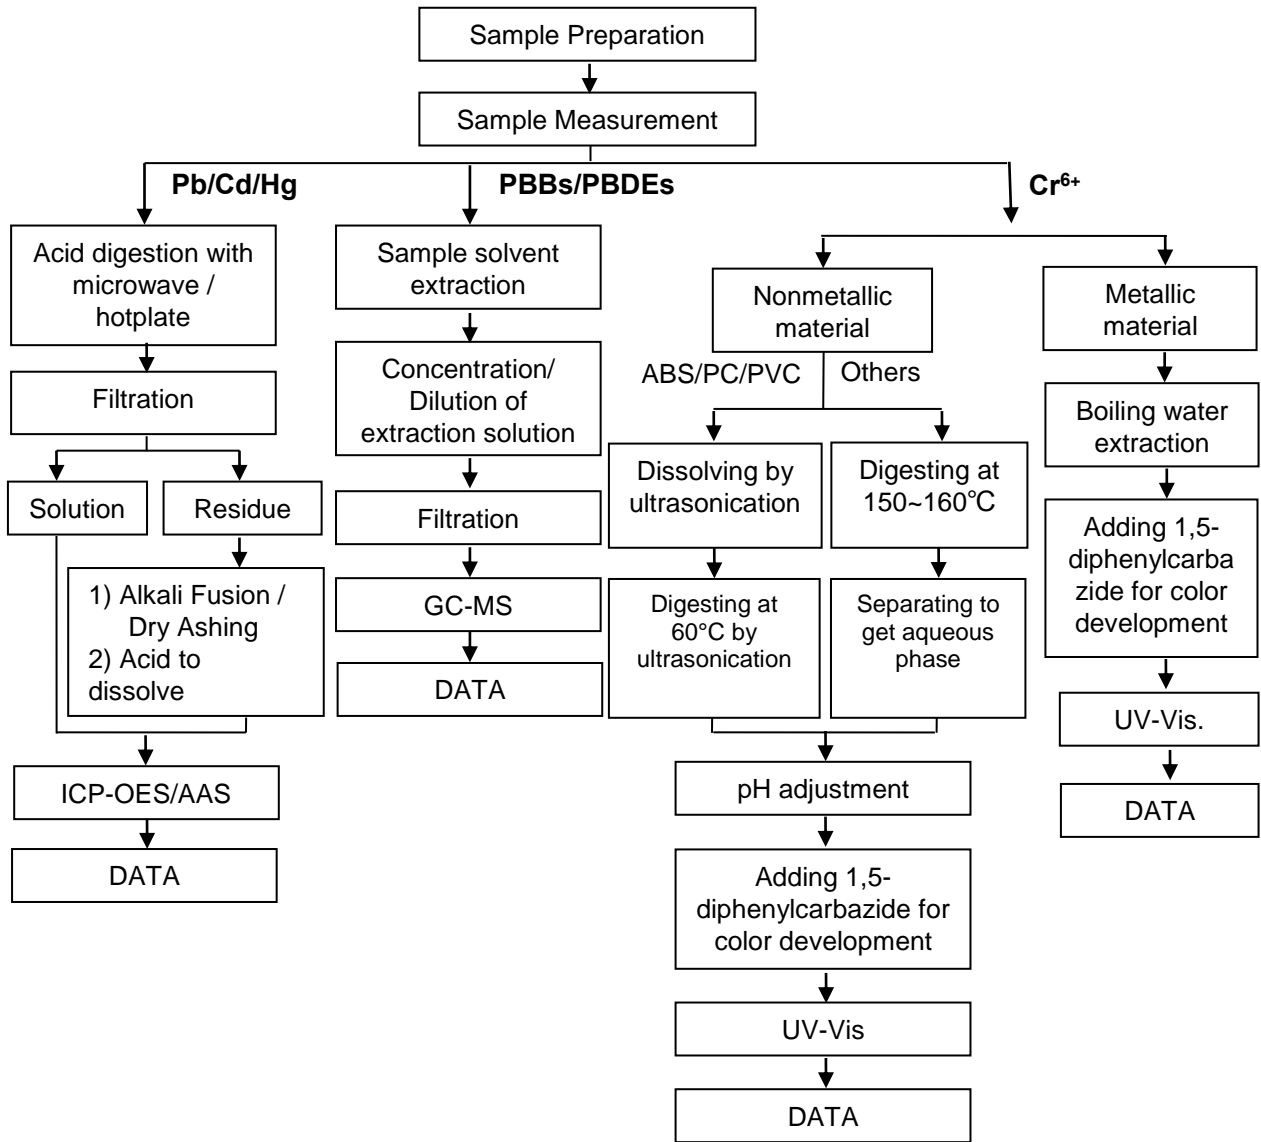 Sample Preparation
Sample Measurement
Pb/Cd/Hg
PBBs/PBDEs
Cr⁶⁺
Acid digestion with
microwave /
hotplate
Filtration
Solution
Residue
1) Alkali Fusion /
Dry Ashing
2) Acid to
dissolve
ICP-OES/AAS
DATA
Sample solvent
extraction
Concentration/
Dilution of
extraction solution
Filtration
GC-MS
DATA
Nonmetallic
material
ABS/PC/PVC
Others
Dissolving by
ultrasonication
Digesting at
60°C by
ultrasonication
Digesting at
150~160℃
Separating to
get aqueous
phase
pH adjustment
Adding 1,5-
diphenylcarbazide for
color development
UV-Vis
DATA
Metallic
material
Boiling water
extraction
Adding 1,5-
diphenylcarba
zide for color
development
UV-Vis.
DATA